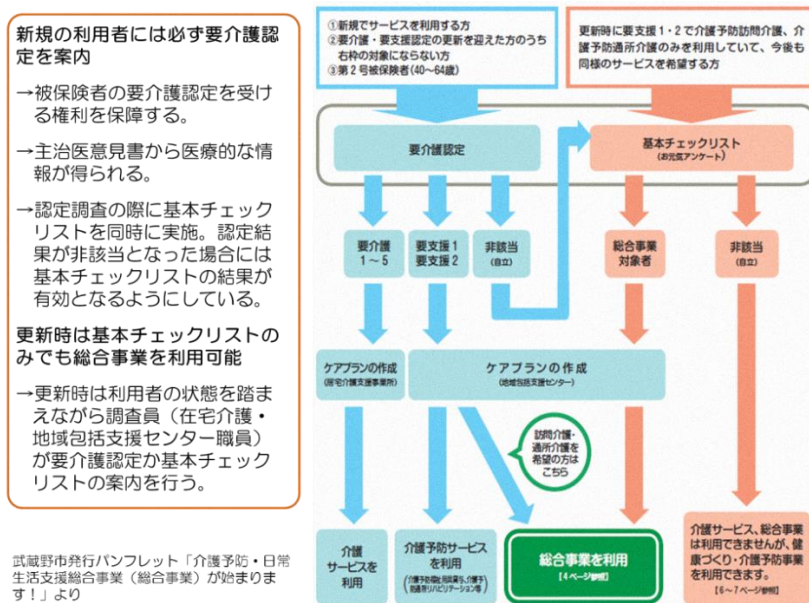 新規の利用者には必ず要介護認
定を案内
→被保険者の要介護認定を受け
る権利を保障する。
→主治医意見書から医療的な情
報が得られる。
→認定調査の際に基本チェック
リストを同時に実施。認定結
果が非該当となった場合には
基本チェックリストの結果が
有効となるようにしている。
更新時は基本チェックリストの
みでも総合事業を利用可能
→更新時は利用者の状態を踏ま
えながら調査員（在宅介護・
地域包括支援センター職員）
が要介護認定か基本チェック
リストの案内を行う。
武蔵野市発行パンフレット「介護予防・日常
生活支援総合事業（総合事業）が始まりま
す！」より
①新規でサービスを利用する方
②要介護・要支援認定の更新を迎えた方のうち
右枠の対象にならない方
③第2号被保険者(40～64歳)
更新時に要支援1・2で介護予防訪問介護、介
護予防通所介護のみを利用していて、今後も
同様のサービスを希望する方
要介護認定
基本チェックリスト
(お元気アンケート)
要介護
1～5
要支援1
要支援2
非該当
(自立)
総合事業
対象者
非該当
(自立)
ケアプランの作成
(居宅介護支援事業所)
ケアプランの作成
(地域包括支援センター)
訪問介護・
通所介護を
希望の方は
こちら
介護
サービスを
利用
介護予防サービス
を利用
(介護予防福祉用具貸与、介護予
防通所リハビリテーション等)
総合事業を利用
【4ページ参照】
介護サービス、総合事業
は利用できませんが、健
康づくり・介護予防事業
を利用できます。
【6～7ページ参照】